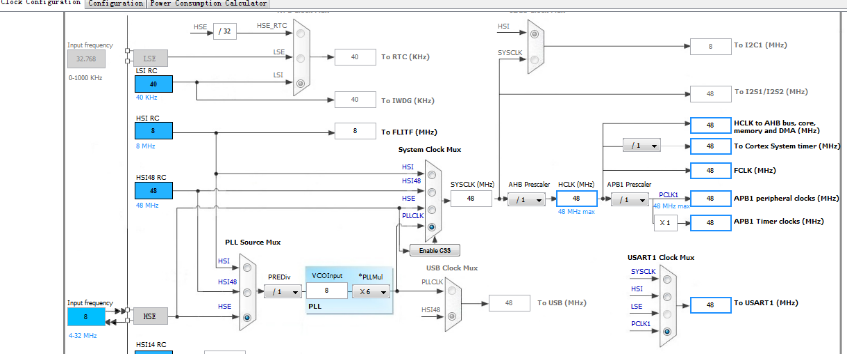 Clock Configuration Configuration Power Consumption Calculator
HSE / 32 HSE_RTC
HSI
Input frequency
32.768
0-1000 KHz
LSE
LSE
LSI
40 To RTC (KHz)
SYSCLK
8 To I2C1 (MHz)
LSI RC
40
40 KHz
40 To IWDG (KHz)
48 To I2S1/I2S2 (MHz)
HSI RC
8
8 MHz
8 To FLITF (MHz)
48 HCLK to AHB bus, core,
memory and DMA (MHz)
System Clock Mux
/ 1 48 To Cortex System timer (MHz)
HSI
HSI48
HSE
PLLCLK
HSI48 RC
48
48 MHz
SYSCLK (MHz)
48
AHB Prescaler
/ 1
HCLK (MHz)
48
48 MHz max
APB1 Prescaler
/ 1
48 FCLK (MHz)
PCLK1
48 MHz max
48 APB1 peripheral clocks (MHz)
X 1 48 APB1 Timer clocks (MHz)
Enable CSS
PLL Source Mux
HSI
HSI48
HSE
PREDiv
/ 1
VCOInput
8
*PLLMul
X 6
PLL
USB Clock Mux
PLLCLK
HSI48
48 To USB (MHz)
USART1 Clock Mux
SYSCLK
HSI
LSE
PCLK1
48 To USART1 (MHz)
Input frequency
8
4-32 MHz
HSE
HSI14 RC